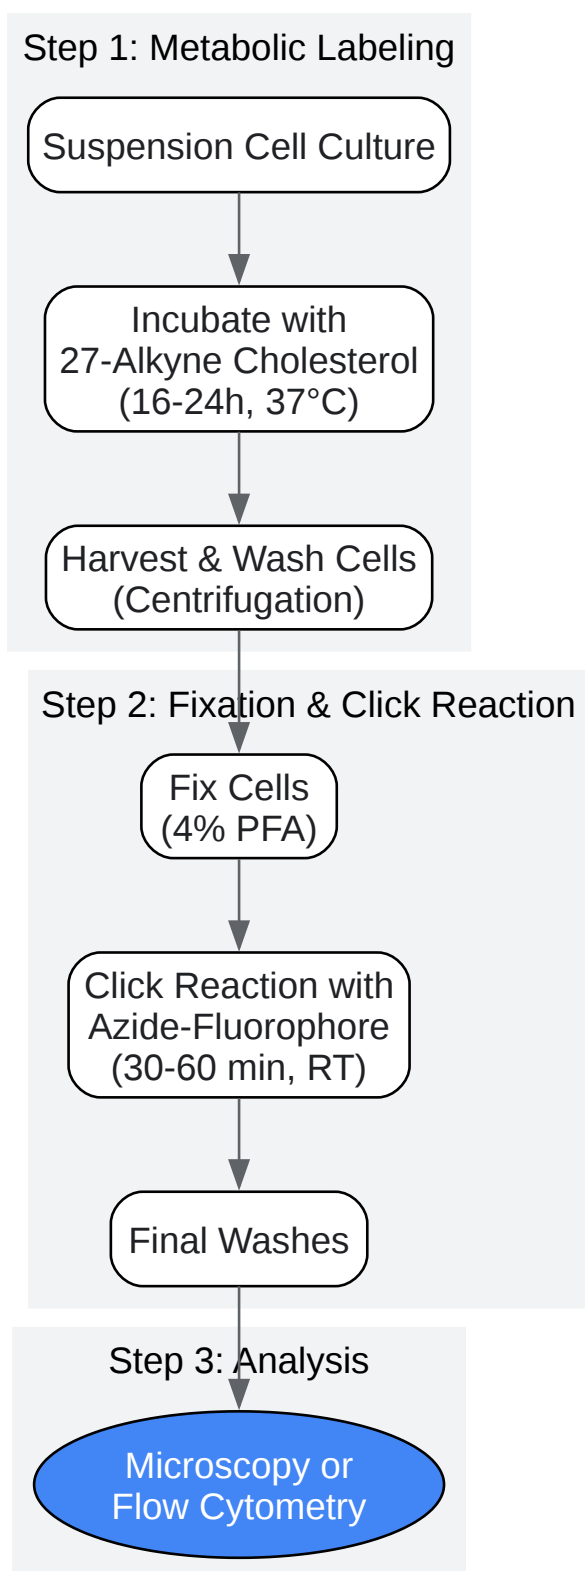 Step 1: Metabolic Labeling
Suspension Cell Culture
Incubate with
27-Alkyne Cholesterol
(16-24h, 37°C)
Harvest & Wash Cells
(Centrifugation)
Step 2: Fixation & Click Reaction
Fix Cells
(4% PFA)
Click Reaction with
Azide-Fluorophore
(30-60 min, RT)
Final Washes
Step 3: Analysis
Microscopy or
Flow Cytometry